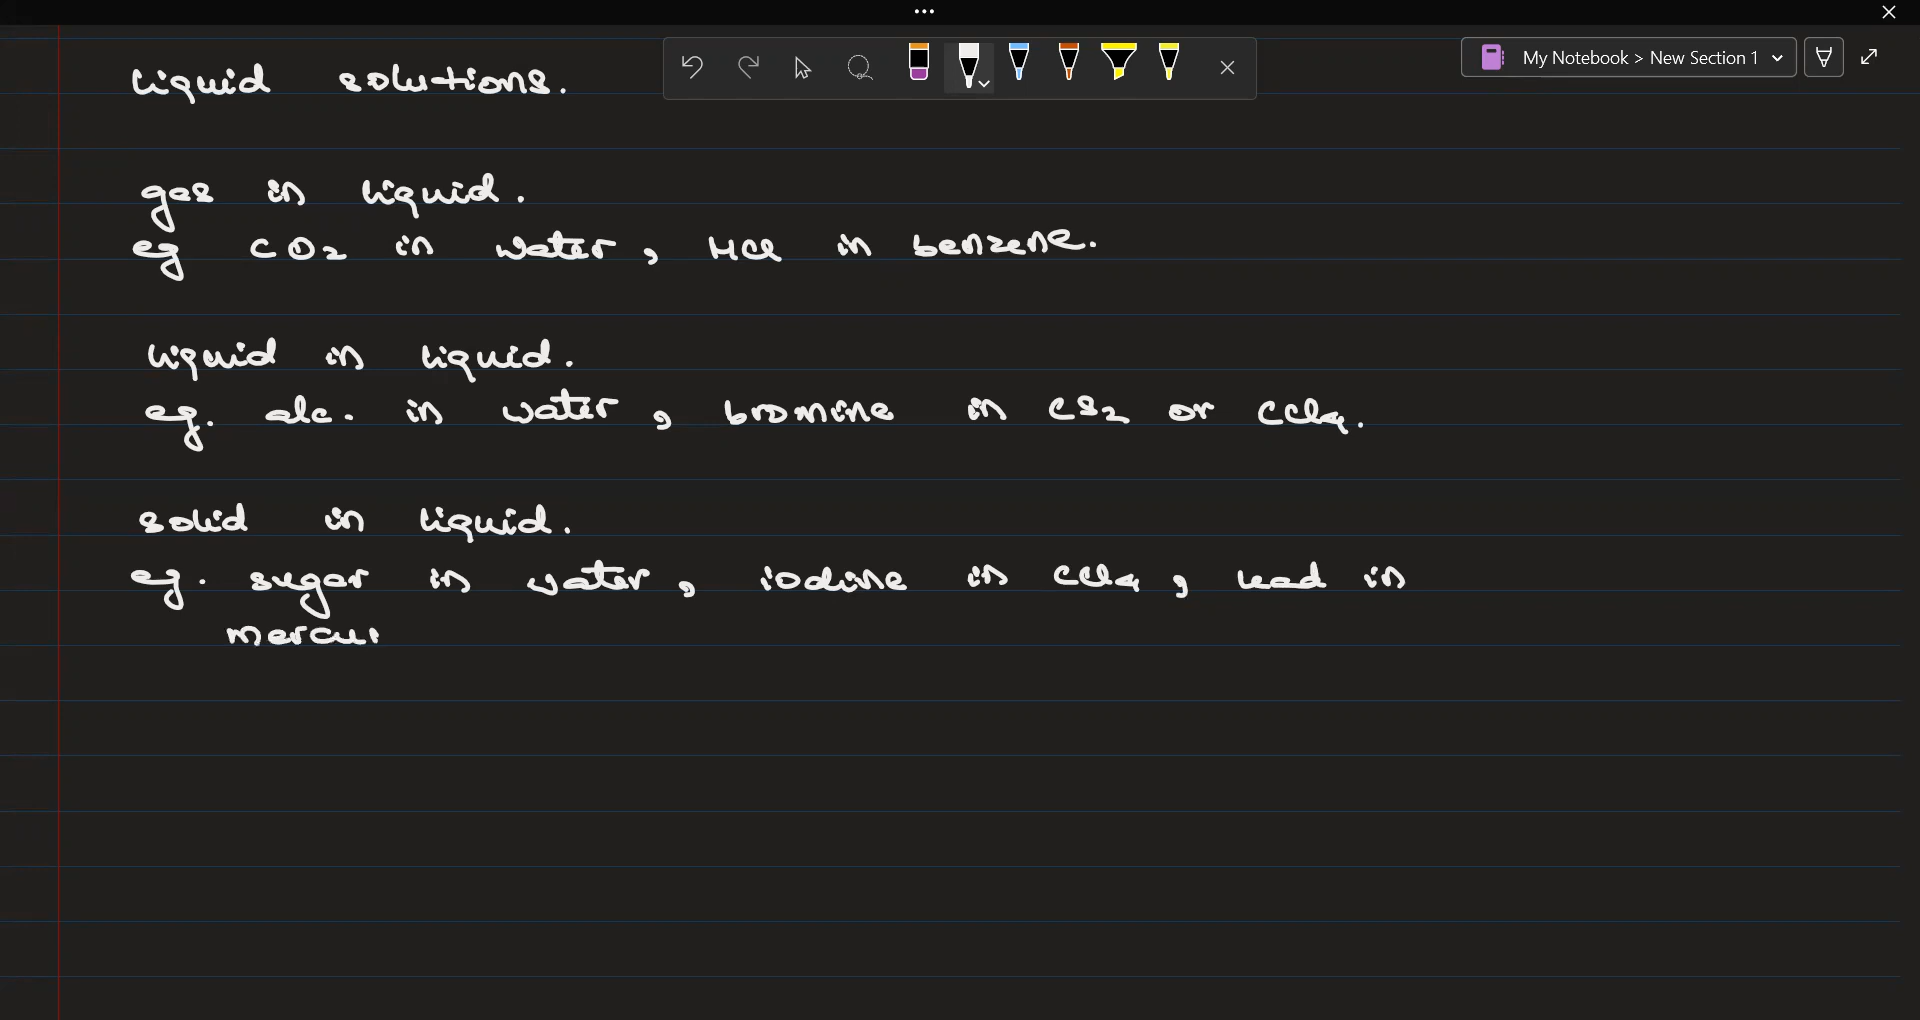 My Notebook > New Section 1
liquid solutions.
gas in liquid.
eg CO2 in water, HCl in benzene.
liquid in liquid.
eg. alc. in water, bromine in CS2 or CCl4.
solid in liquid.
eg. sugar in water, iodine in CCl4, lead in
mercur